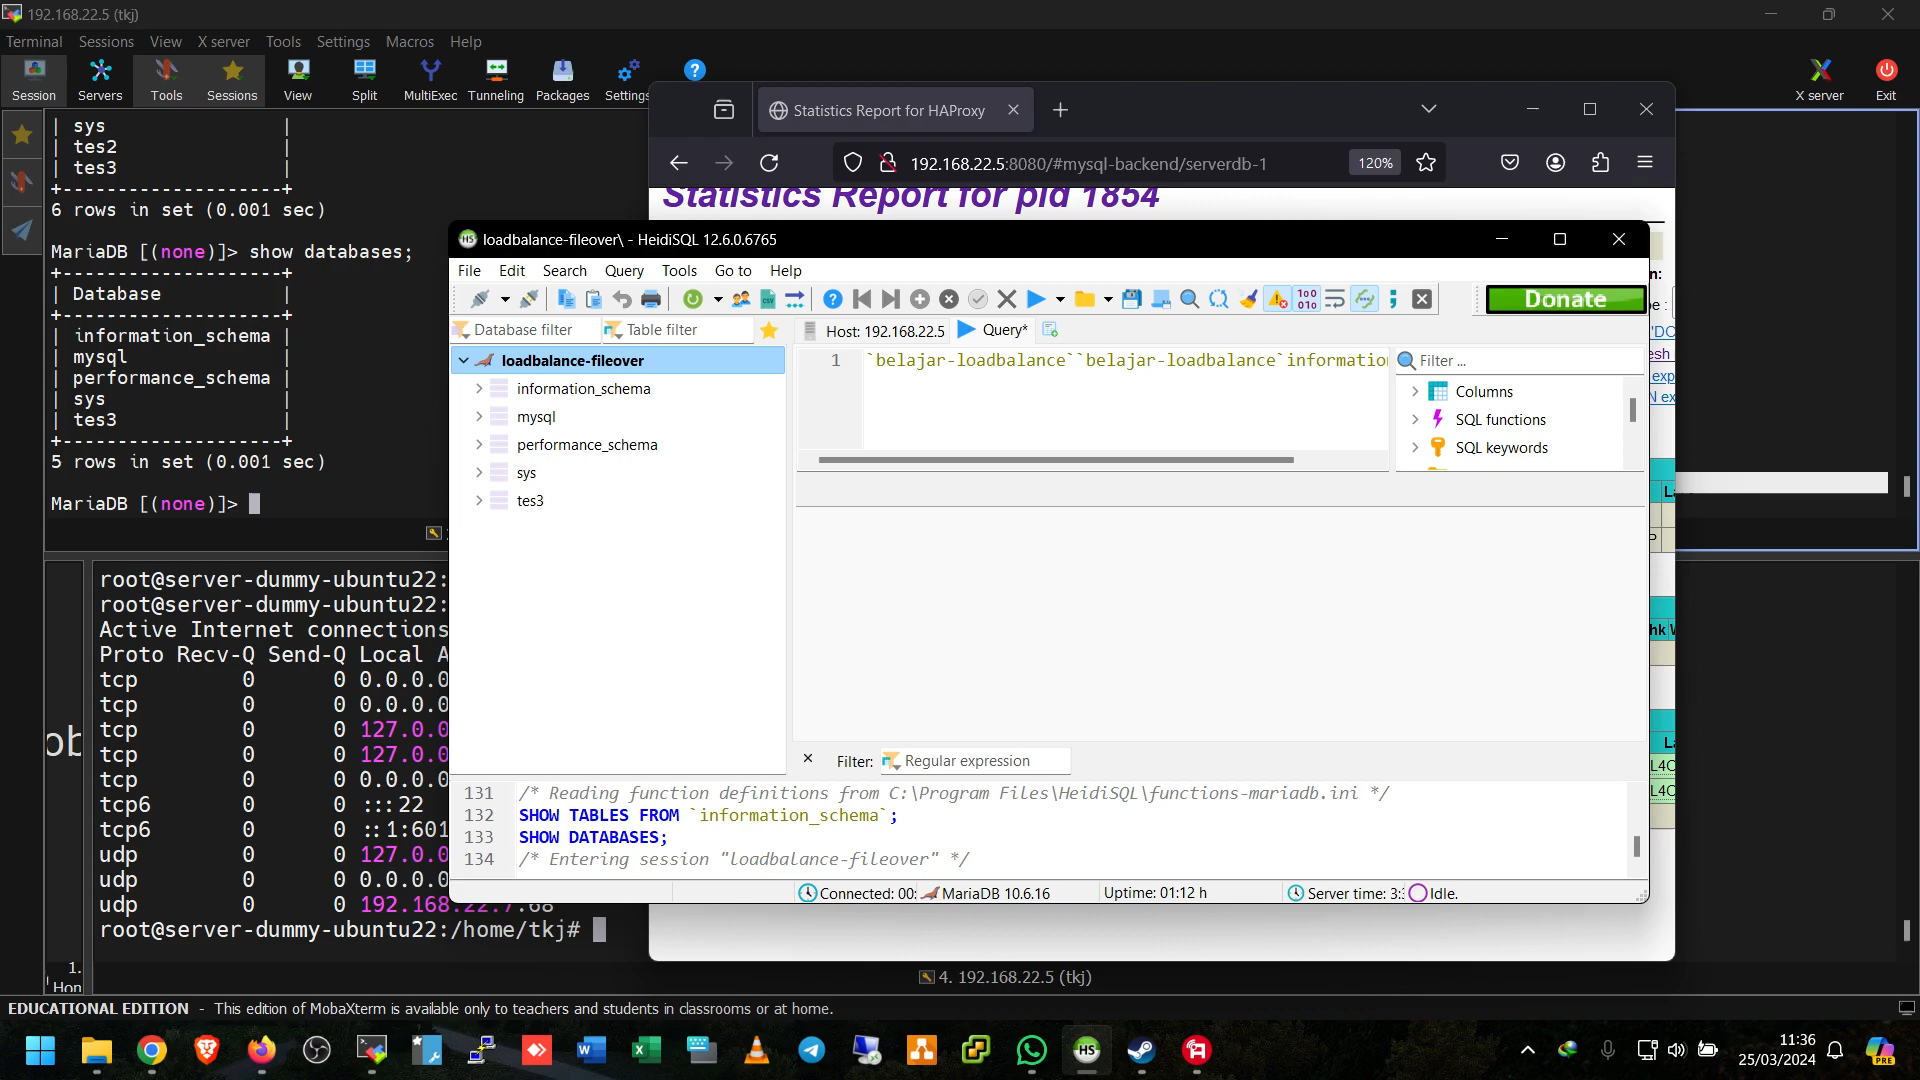 192.168.22.5 (tkj)
Terminal Sessions View X server Tools Settings Macros Help
Session Servers Tools Sessions View Split MultiExec Tunneling Packages Settings X server Exit
| sys |
| tes2 |
| tes3 |
+--------------------+
6 rows in set (0.001 sec)
MariaDB [(none)]> show databases;
+--------------------+
| Database |
+--------------------+
| information_schema |
| mysql |
| performance_schema |
| sys |
| tes3 |
+--------------------+
5 rows in set (0.001 sec)
MariaDB [(none)]>
Statistics Report for HAProxy
192.168.22.5:8080/#mysql-backend/serverdb-1 120%
Statistics Report for pid 1854
loadbalance-fileover\ - HeidiSQL 12.6.0.6765
File Edit Search Query Tools Go to Help
Donate
Database filter Table filter Host: 192.168.22.5 Query*
loadbalance-fileover
information_schema
mysql
performance_schema
sys
tes3
1 `belajar-loadbalance``belajar-loadbalance`information
Filter ...
Columns
SQL functions
SQL keywords
Filter: Regular expression
131 /* Reading function definitions from C:\Program Files\HeidiSQL\functions-mariadb.ini */
132 SHOW TABLES FROM `information_schema`;
133 SHOW DATABASES;
134 /* Entering session "loadbalance-fileover" */
Connected: 00: MariaDB 10.6.16 Uptime: 01:12 h Server time: 3: Idle.
root@server-dummy-ubuntu22:
root@server-dummy-ubuntu22:
Active Internet connections
Proto Recv-Q Send-Q Local A
tcp 0 0 0.0.0.0
tcp 0 0 0.0.0.0
tcp 0 0 127.0.0
tcp 0 0 127.0.0
tcp 0 0 0.0.0.0
tcp6 0 0 :::22
tcp6 0 0 ::1:601
udp 0 0 127.0.0
udp 0 0 0.0.0.0
udp 0 0 192.168.22.7:68
root@server-dummy-ubuntu22:/home/tkj#
4. 192.168.22.5 (tkj)
EDUCATIONAL EDITION - This edition of MobaXterm is available only to teachers and students in classrooms or at home.
11:36
25/03/2024